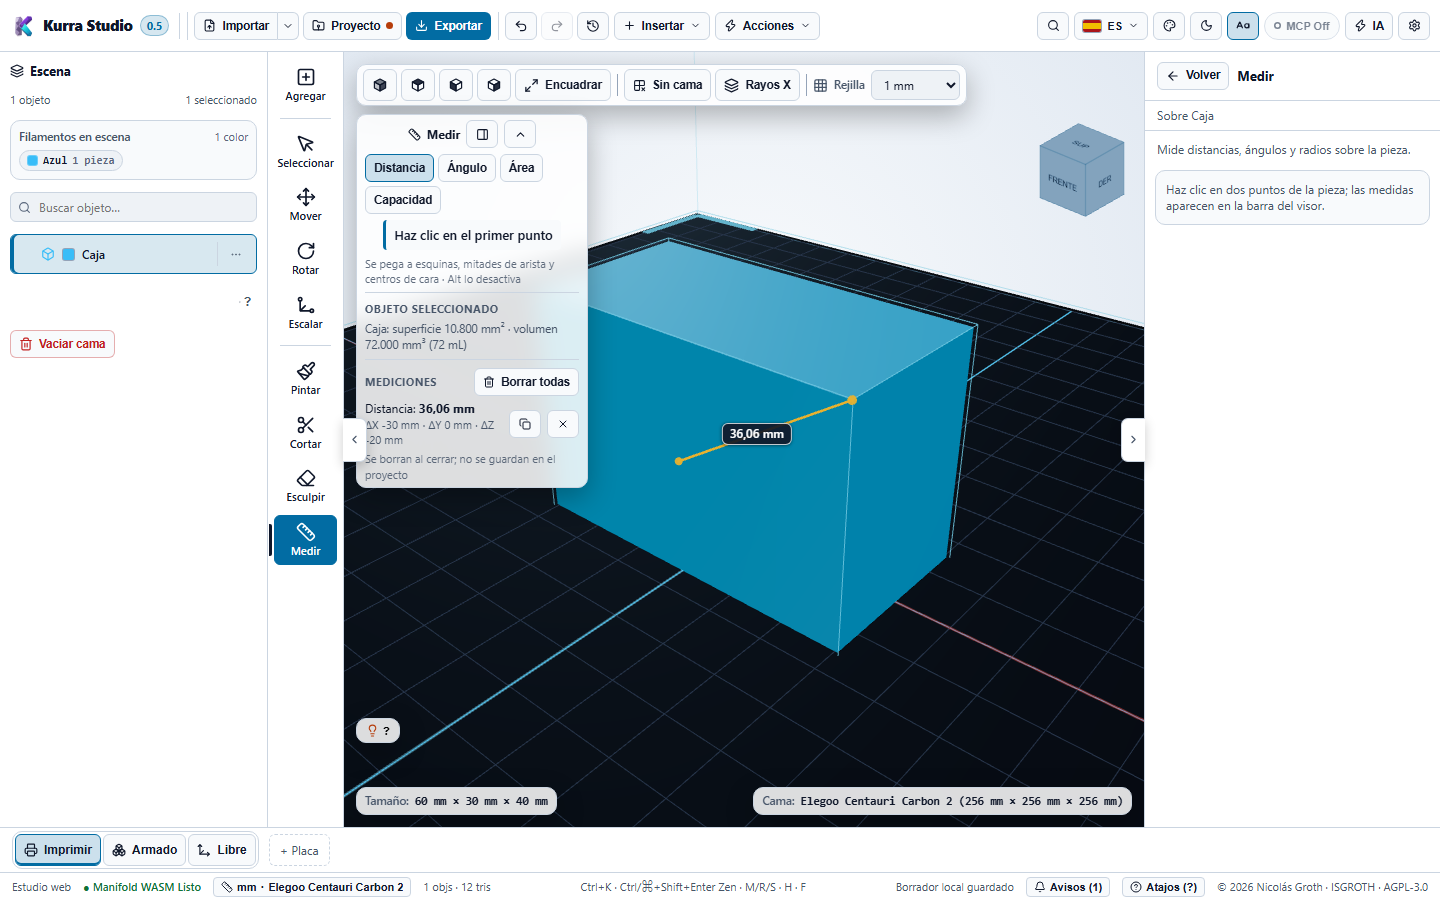 Kurra Studio 0.5
Importar
Proyecto
Exportar
Insertar
Acciones
ES
Aa
MCP Off
IA
Escena
1 objeto
1 seleccionado
Filamentos en escena
1 color
Azul 1 pieza
Buscar objeto...
Caja
?
Vaciar cama
Agregar
Seleccionar
Mover
Rotar
Escalar
Pintar
Cortar
Esculpir
Medir
Encuadrar
Sin cama
Rayos X
Rejilla
1 mm
Medir
Distancia
Ángulo
Área
Capacidad
Haz clic en el primer punto
Se pega a esquinas, mitades de arista y
centros de cara · Alt lo desactiva
OBJETO SELECCIONADO
Caja: superficie 10.800 mm² · volumen
72.000 mm³ (72 mL)
MEDICIONES
Borrar todas
Distancia: 36,06 mm
ΔX -30 mm · ΔY 0 mm · ΔZ
-20 mm
Se borran al cerrar; no se guardan en el
proyecto
36,06 mm
SUP
FRENTE
DER
?
Tamaño: 60 mm × 30 mm × 40 mm
Cama: Elegoo Centauri Carbon 2 (256 mm × 256 mm × 256 mm)
Volver
Medir
Sobre Caja
Mide distancias, ángulos y radios sobre la pieza.
Haz clic en dos puntos de la pieza; las medidas
aparecen en la barra del visor.
Imprimir
Armado
Libre
+ Placa
Estudio web
Manifold WASM Listo
mm · Elegoo Centauri Carbon 2
1 objs · 12 tris
Ctrl+K · Ctrl/⌘+Shift+Enter Zen · M/R/S · H · F
Borrador local guardado
Avisos (1)
Atajos (?)
© 2026 Nicolás Groth · ISGROTH · AGPL-3.0